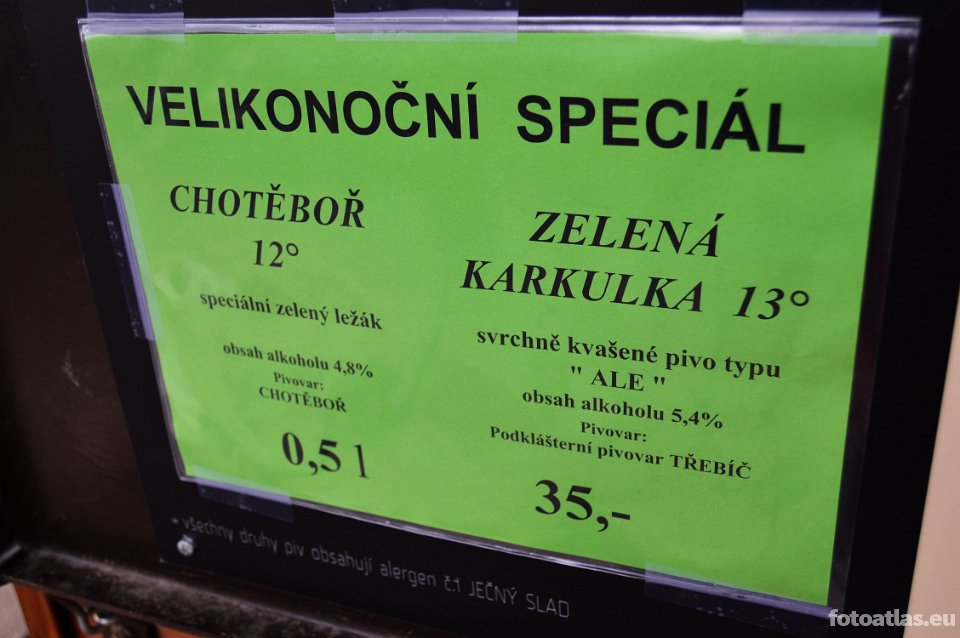 VELIKONOČNÍ SPECIÁL
CHOTĚBOŘ
12°
speciální zelený ležák
obsah alkoholu 4,8%
Pivovar:
CHOTĚBOŘ
0,5 l
ZELENÁ
KARKULKA 13°
svrchně kvašené pivo typu
" ALE "
obsah alkoholu 5,4%
Pivovar:
Podklášterní pivovar TŘEBÍČ
35,-
* všechny druhy piv obsahují alergen č.1 JEČNÝ SLAD
fotoatlas.eu